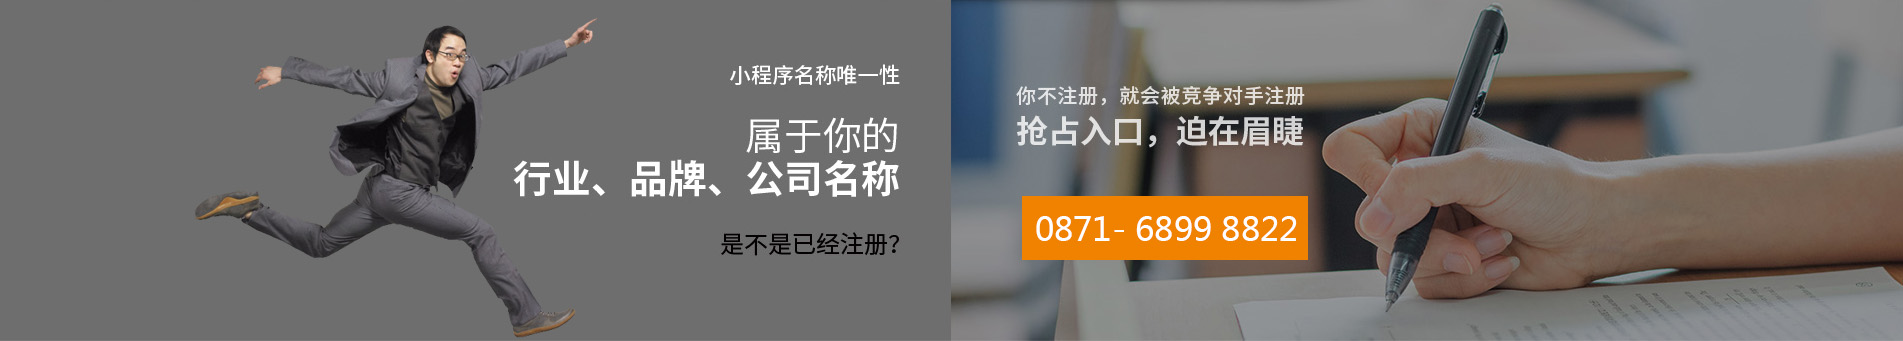 小程序名称唯一性
属于你的
行业、品牌、公司名称
是不是已经注册?
你不注册，就会被竞争对手注册
抢占入口，迫在眉睫
0871- 6899 8822